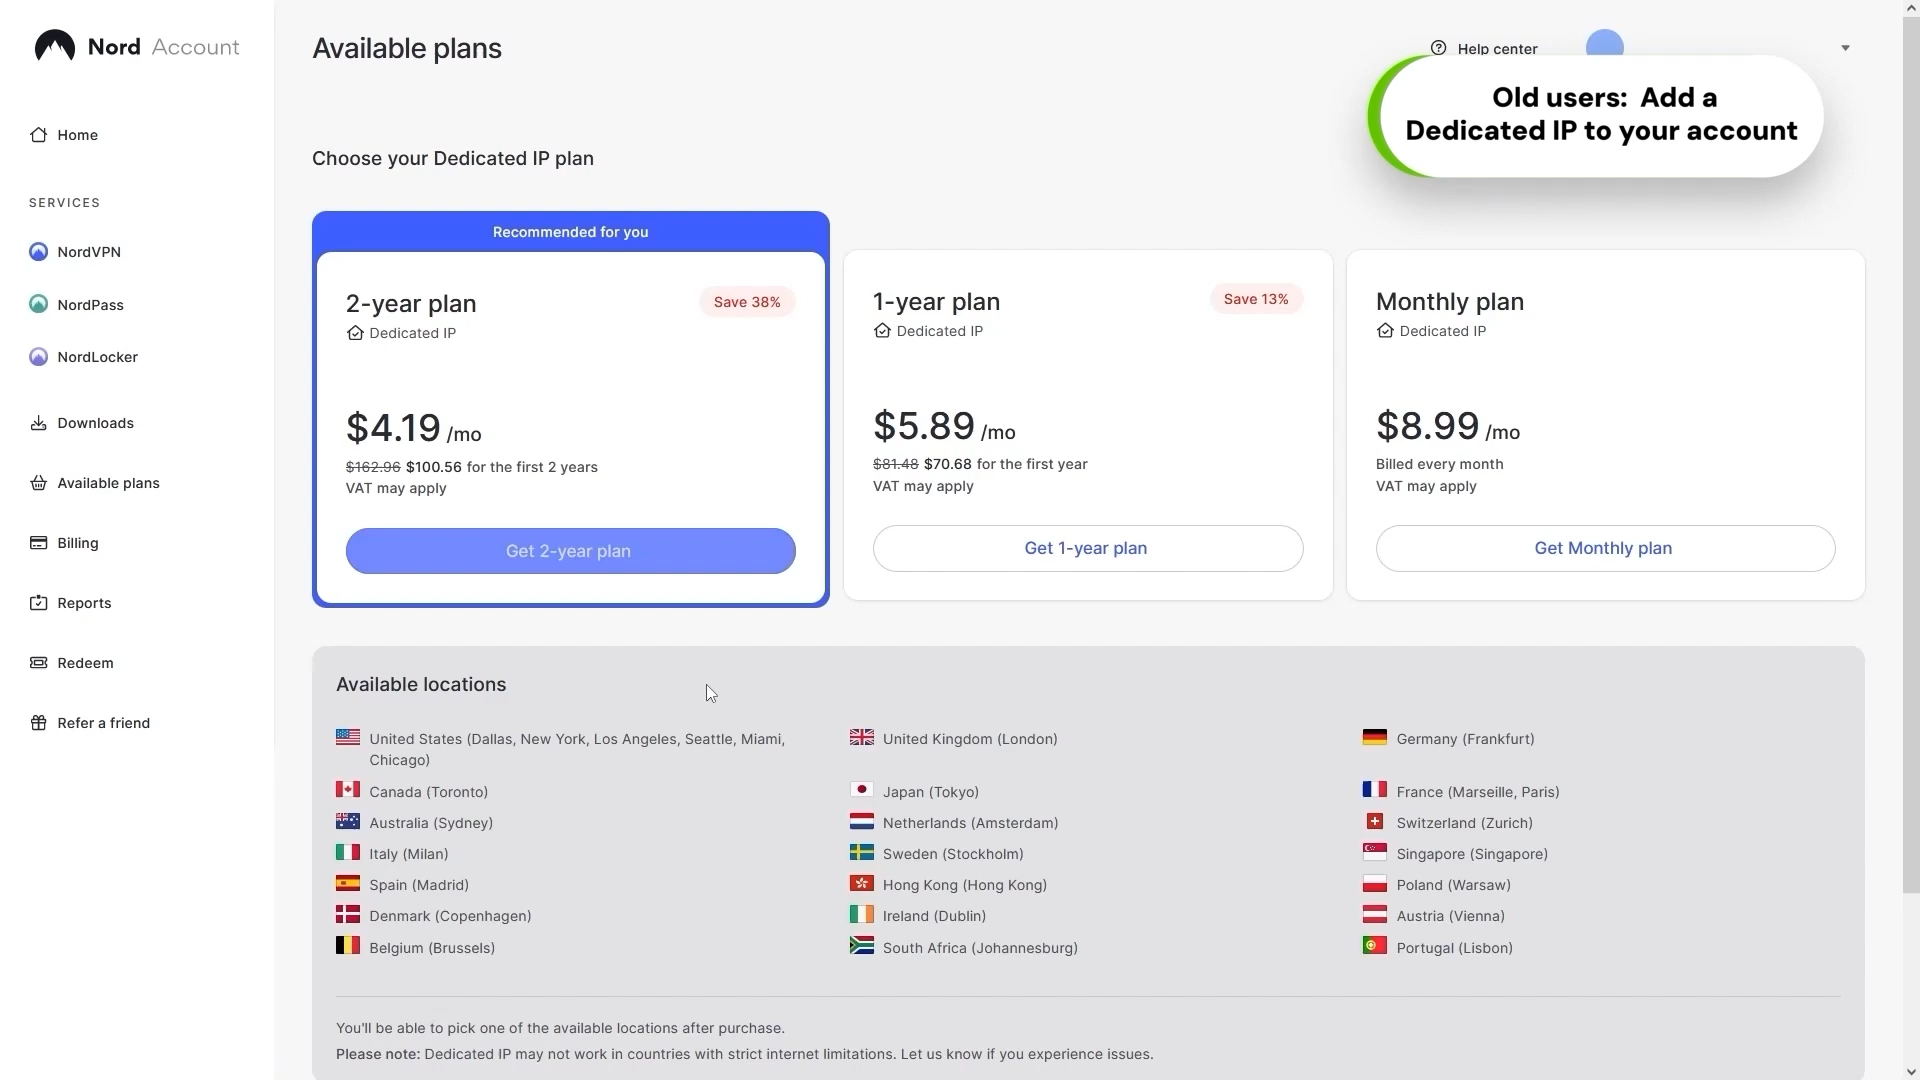 Nord Account
Available plans
Help center
Old users: Add a
Dedicated IP to your account
Home
SERVICES
NordVPN
NordPass
NordLocker
Downloads
Available plans
Billing
Reports
Redeem
Refer a friend
Choose your Dedicated IP plan
Recommended for you
2-year plan
Save 38%
Dedicated IP
$4.19 /mo
$162.96 $100.56 for the first 2 years
VAT may apply
Get 2-year plan
1-year plan
Save 13%
Dedicated IP
$5.89 /mo
$81.48 $70.68 for the first year
VAT may apply
Get 1-year plan
Monthly plan
Dedicated IP
$8.99 /mo
Billed every month
VAT may apply
Get Monthly plan
Available locations
United States (Dallas, New York, Los Angeles, Seattle, Miami,
Chicago)
United Kingdom (London)
Germany (Frankfurt)
Canada (Toronto)
Japan (Tokyo)
France (Marseille, Paris)
Australia (Sydney)
Netherlands (Amsterdam)
Switzerland (Zurich)
Italy (Milan)
Sweden (Stockholm)
Singapore (Singapore)
Spain (Madrid)
Hong Kong (Hong Kong)
Poland (Warsaw)
Denmark (Copenhagen)
Ireland (Dublin)
Austria (Vienna)
Belgium (Brussels)
South Africa (Johannesburg)
Portugal (Lisbon)
You'll be able to pick one of the available locations after purchase.
Please note: Dedicated IP may not work in countries with strict internet limitations. Let us know if you experience issues.